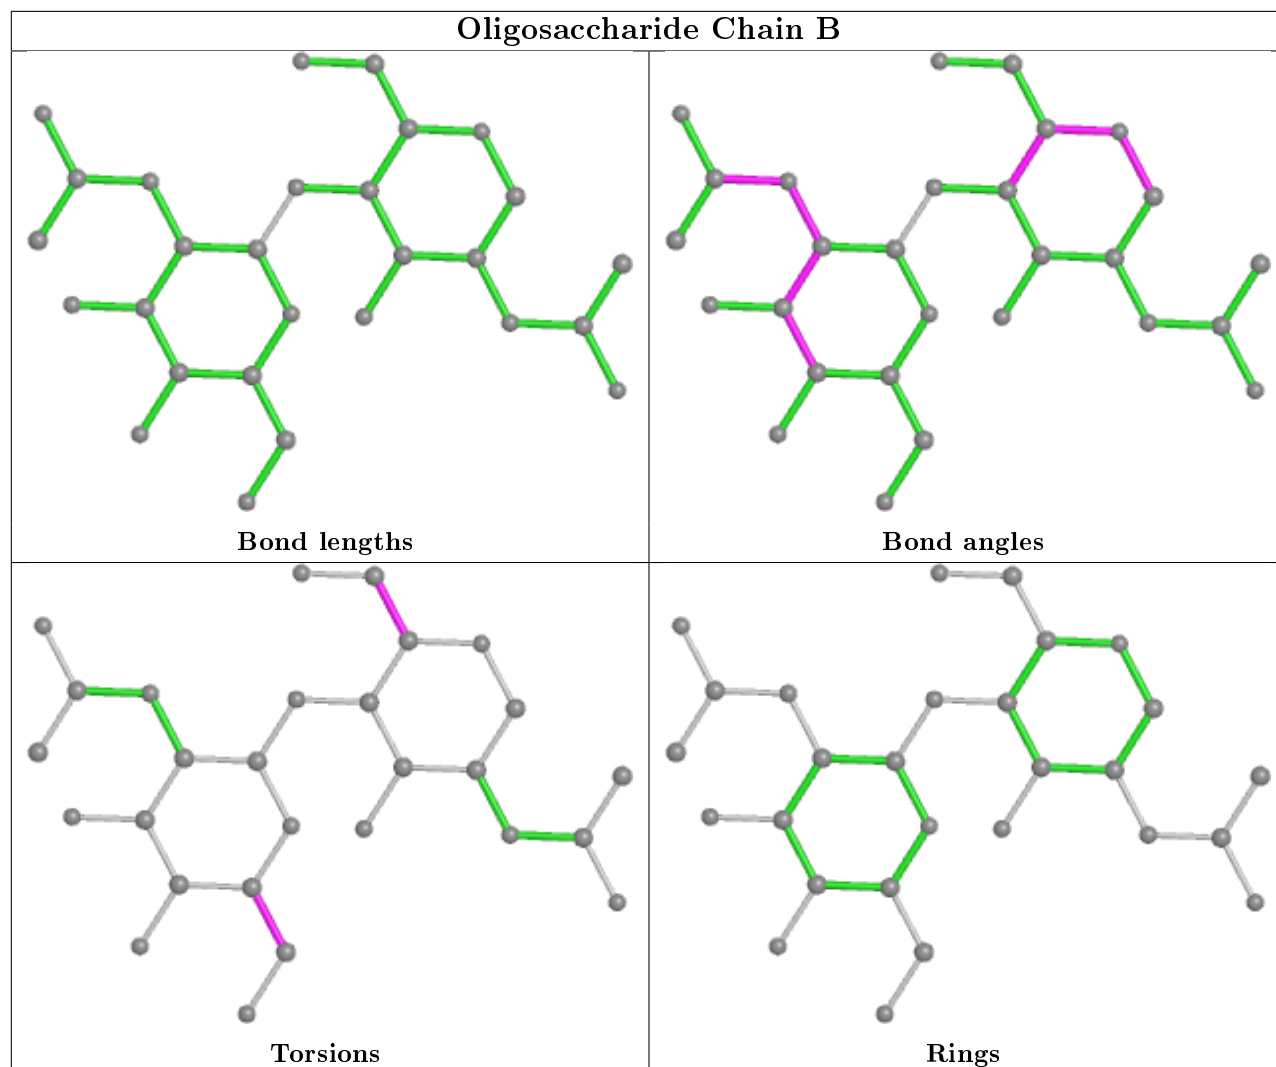 Oligosaccharide Chain B
Bond lengths
Bond angles
Torsions
Rings